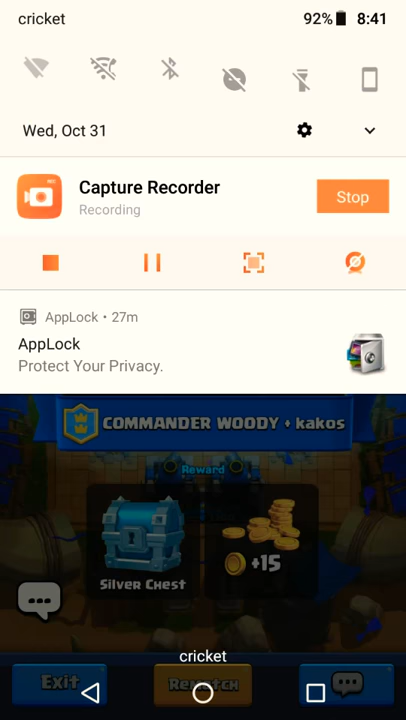 cricket 92% 8:41
Wed, Oct 31
Capture Recorder
Recording
Stop
AppLock • 27m
AppLock
Protect Your Privacy.
COMMANDER WOODY + kakos
Reward
Silver Chest
+15
cricket
Exit
Rematch